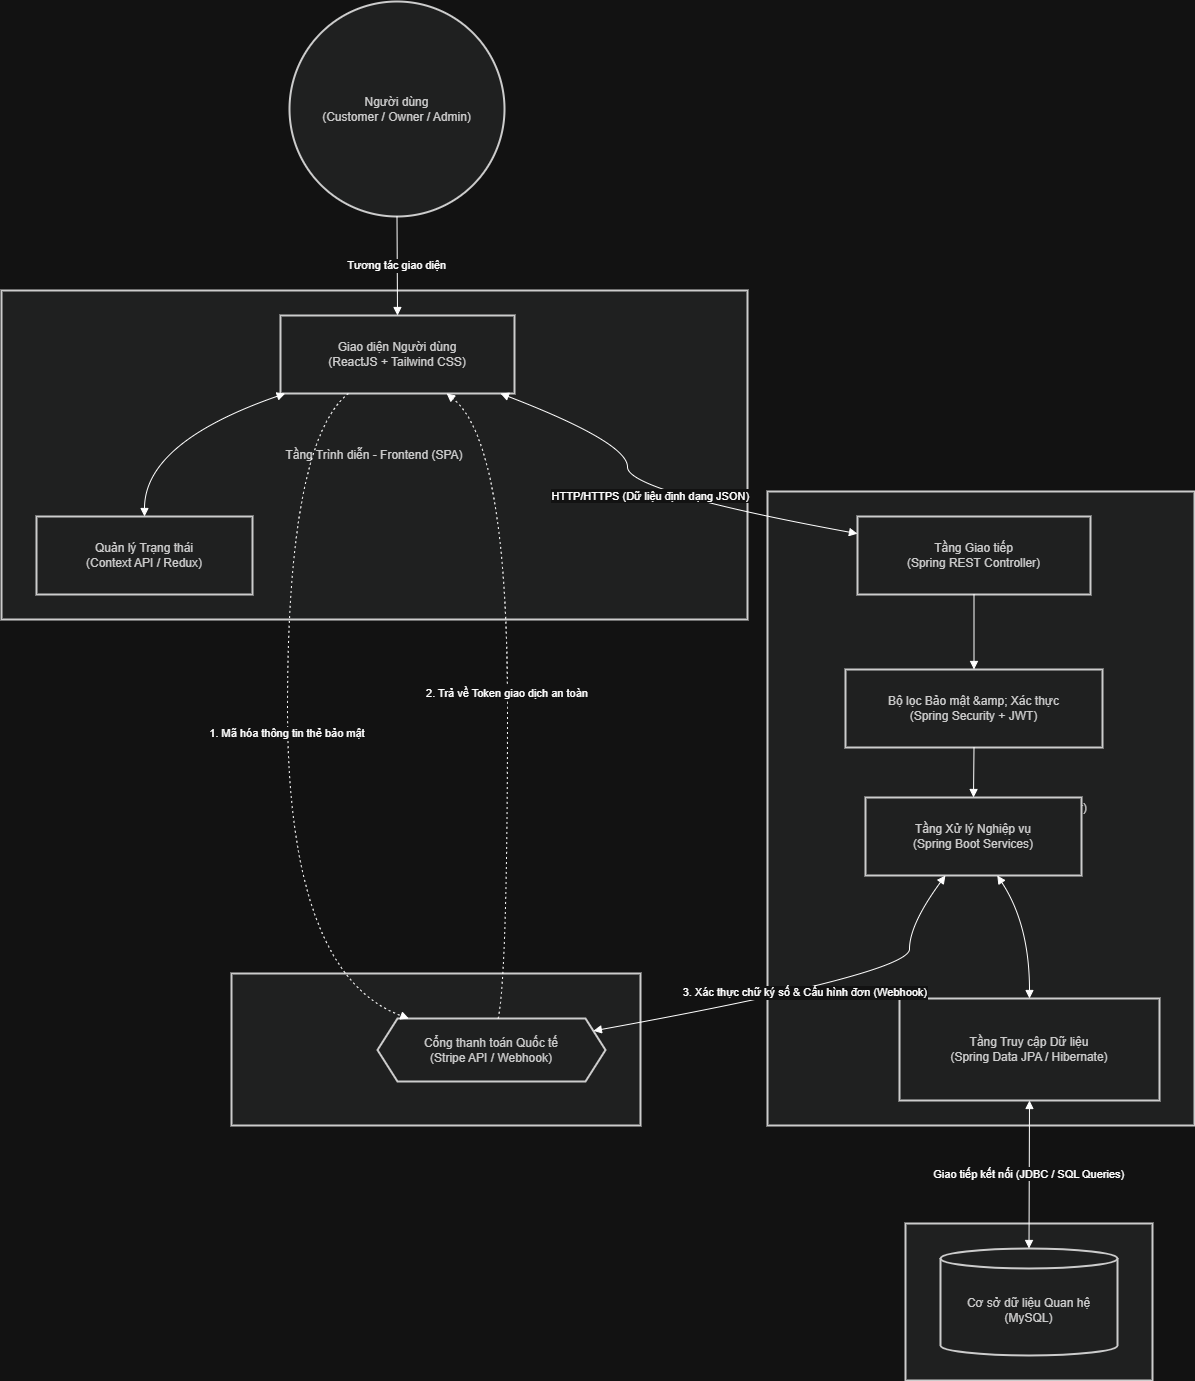 Người dùng
(Customer / Owner / Admin)
Tương tác giao diện
Giao diện Người dùng
(ReactJS + Tailwind CSS)
Tầng Trình diễn - Frontend (SPA)
HTTP/HTTPS (Dữ liệu định dạng JSON)
Quản lý Trạng thái
(Context API / Redux)
Tầng Giao tiếp
(Spring REST Controller)
2. Trả về Token giao dịch an toàn
1. Mã hóa thông tin thẻ bảo mật
Bộ lọc Bảo mật &amp; Xác thực
(Spring Security + JWT)
)
Tầng Xử lý Nghiệp vụ
(Spring Boot Services)
3. Xác thực chữ ký số & Cấu hình đơn (Webhook)
Cổng thanh toán Quốc tế
(Stripe API / Webhook)
Tầng Truy cập Dữ liệu
(Spring Data JPA / Hibernate)
Giao tiếp kết nối (JDBC / SQL Queries)
Cơ sở dữ liệu Quan hệ
(MySQL)